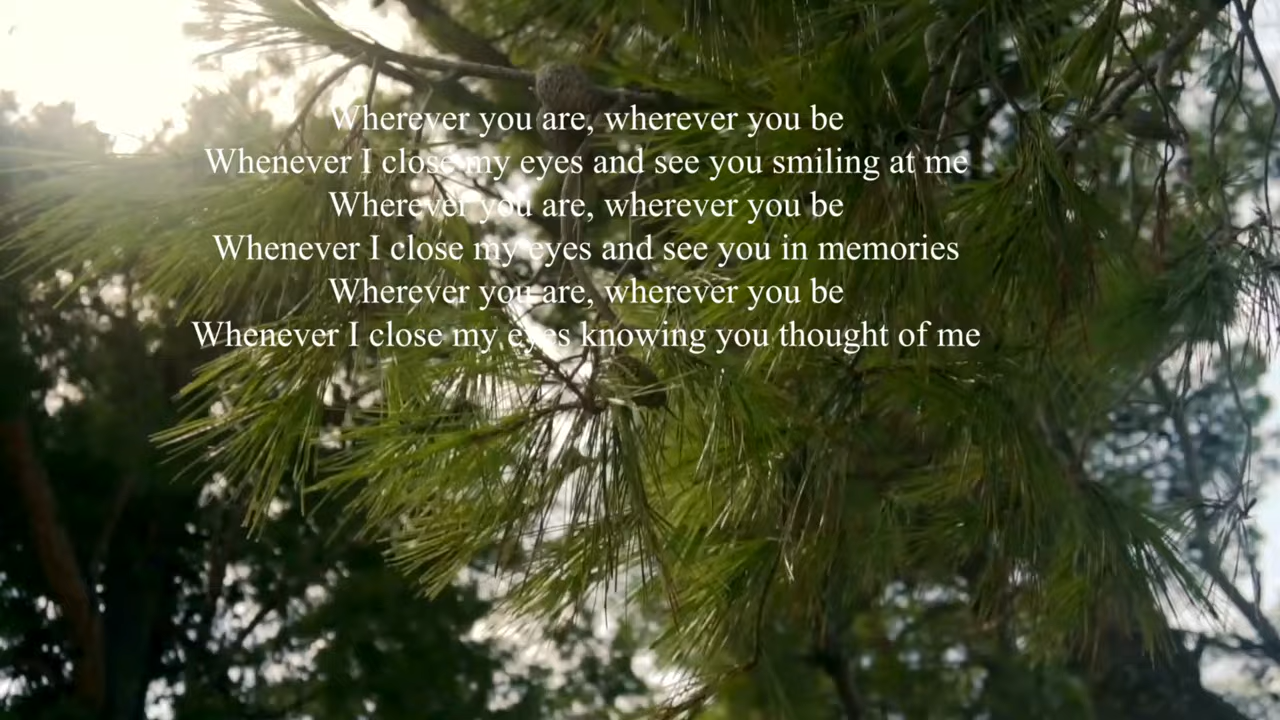 Wherever you are, wherever you be
Whenever I close my eyes and see you smiling at me
Wherever you are, wherever you be
Whenever I close my eyes and see you in memories
Wherever you are, wherever you be
Whenever I close my eyes knowing you thought of me